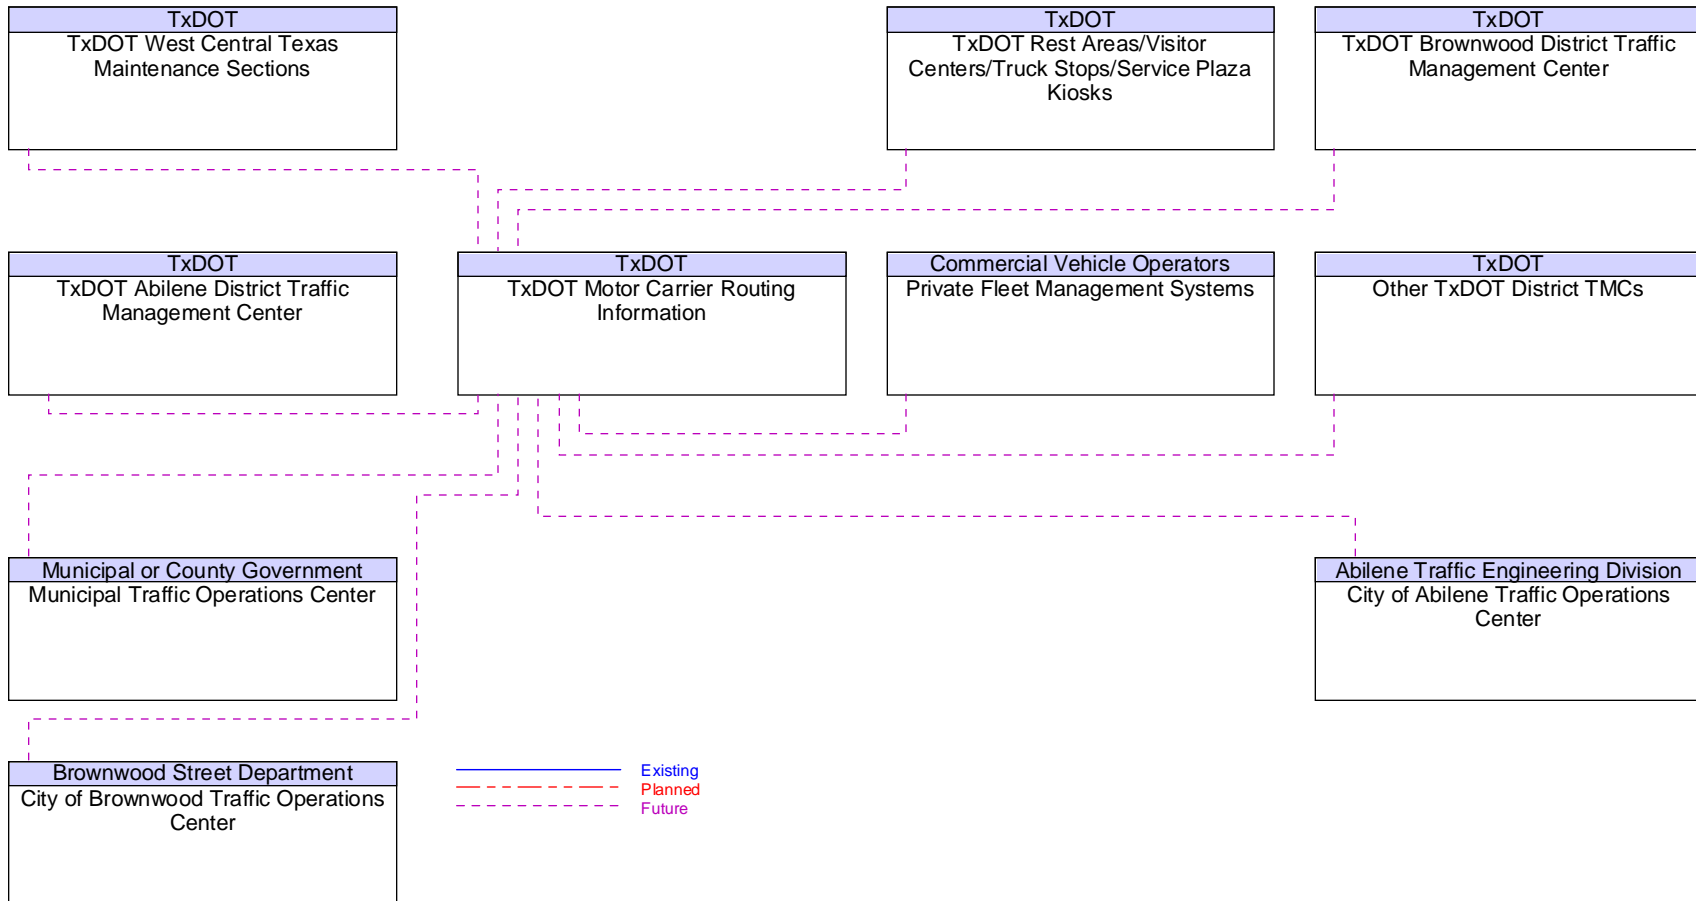 TxDOT
TxDOT West Central Texas
Maintenance Sections
TxDOT
TxDOT Rest Areas/Visitor
Centers/Truck Stops/Service Plaza
Kiosks
TxDOT
TxDOT Brownwood District Traffic
Management Center
TxDOT
TxDOT Abilene District Traffic
Management Center
TxDOT
TxDOT Motor Carrier Routing
Information
Commercial Vehicle Operators
Private Fleet Management Systems
TxDOT
Other TxDOT District TMCs
Municipal or County Government
Municipal Traffic Operations Center
Abilene Traffic Engineering Division
City of Abilene Traffic Operations
Center
Brownwood Street Department
City of Brownwood Traffic Operations
Center
Existing
Planned
Future